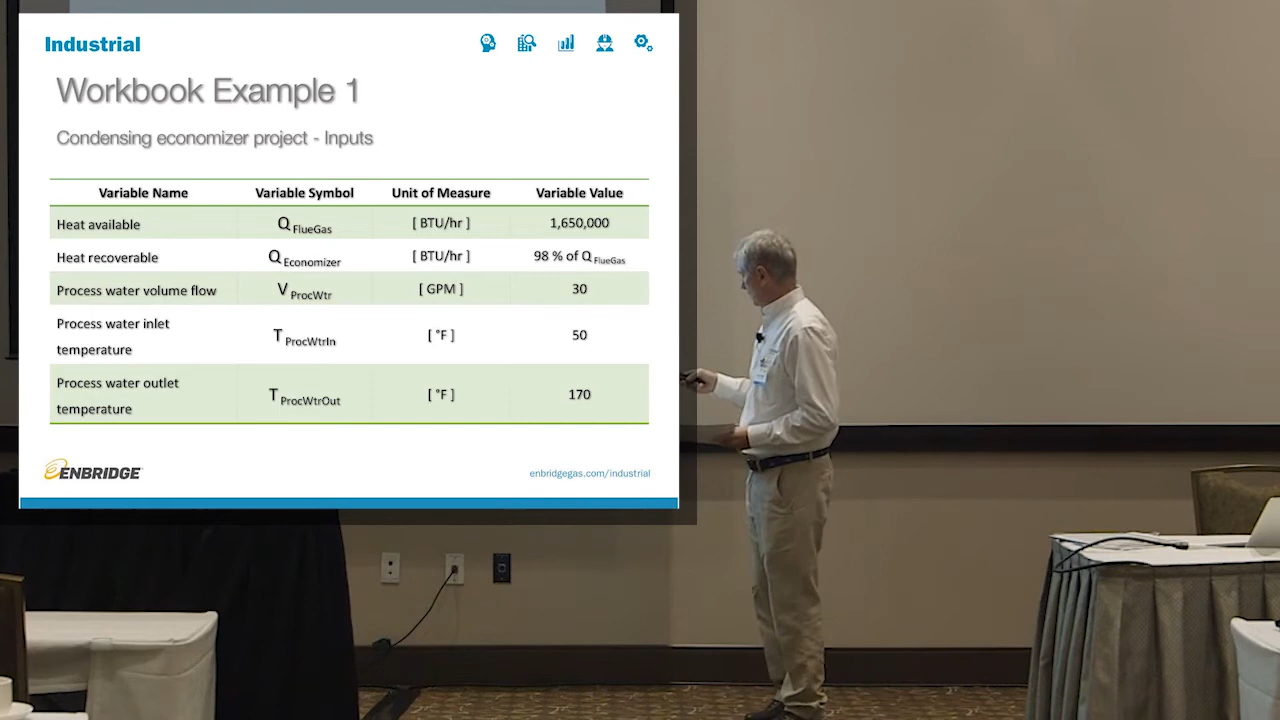 Industrial
Workbook Example 1
Condensing economizer project - Inputs
Variable Name Variable Symbol Unit of Measure Variable Value
Heat available Q FlueGas [ BTU/hr ] 1,650,000
Heat recoverable Q Economizer [ BTU/hr ] 98 % of Q FlueGas
Process water volume flow V ProcWtr [ GPM ] 30
Process water inlet temperature T ProcWtrIn [ °F ] 50
Process water outlet temperature T ProcWtrOut [ °F ] 170
ENBRIDGE
enbridgegas.com/industrial